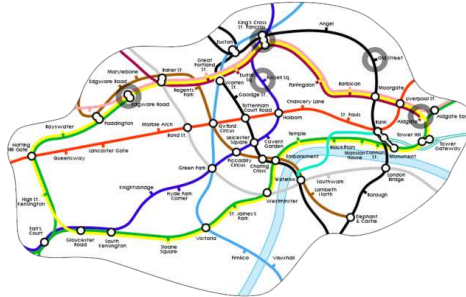 King's Cross
St. Pancras
Angel
Euston
Old Street
Great
Portland
St.
Euston
Sq.
Russell Sq.
Marylebone
Baker St.
Warren
St.
Edgware Road
Goodge St.
Farringdon
Barbican
Moorgate
Liverpool St.
Regent's
Park
Edgware Road
Paddington
Bayswater
Tottenham
Court Road
Chancery Lane
Aldgate
Aldgate East
Marble Arch
Bond St.
Oxford
Circus
Holborn
St. Pauls
Bank
Tower Hill
Tower
Gateway
Notting
Hill Gate
Queensway
Lancaster Gate
Leicester
Square
Covent
Garden
Temple
Blackfriars
Mansion
House
Cannon
St.
Monument
Green Park
Piccadilly
Circus
Charing
Cross
Embankment
London
Bridge
Waterloo
Southwark
Knightsbridge
Hyde Park
Corner
Lambeth
North
Borough
High St.
Kensington
Westminster
St. James's
Park
Elephant
& Castle
Earl's
Court
Gloucester
Road
South
Kensington
Sloane
Square
Victoria
Pimlico
Vauxhall